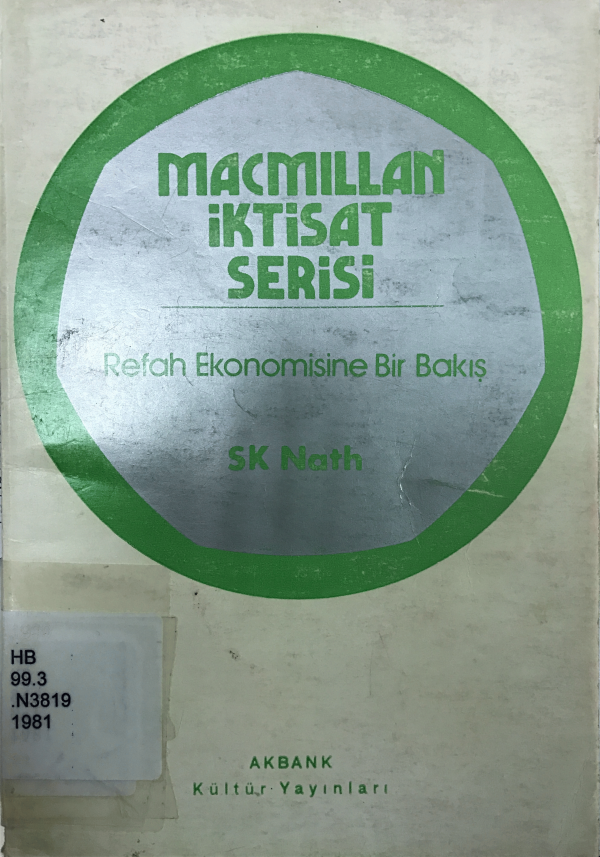 MACMILLAN
İKTİSAT
SERİSİ
Refah Ekonomisine Bir Bakış
SK Nath
HB
99.3
.N3819
1981
AKBANK
Kültür Yayınları